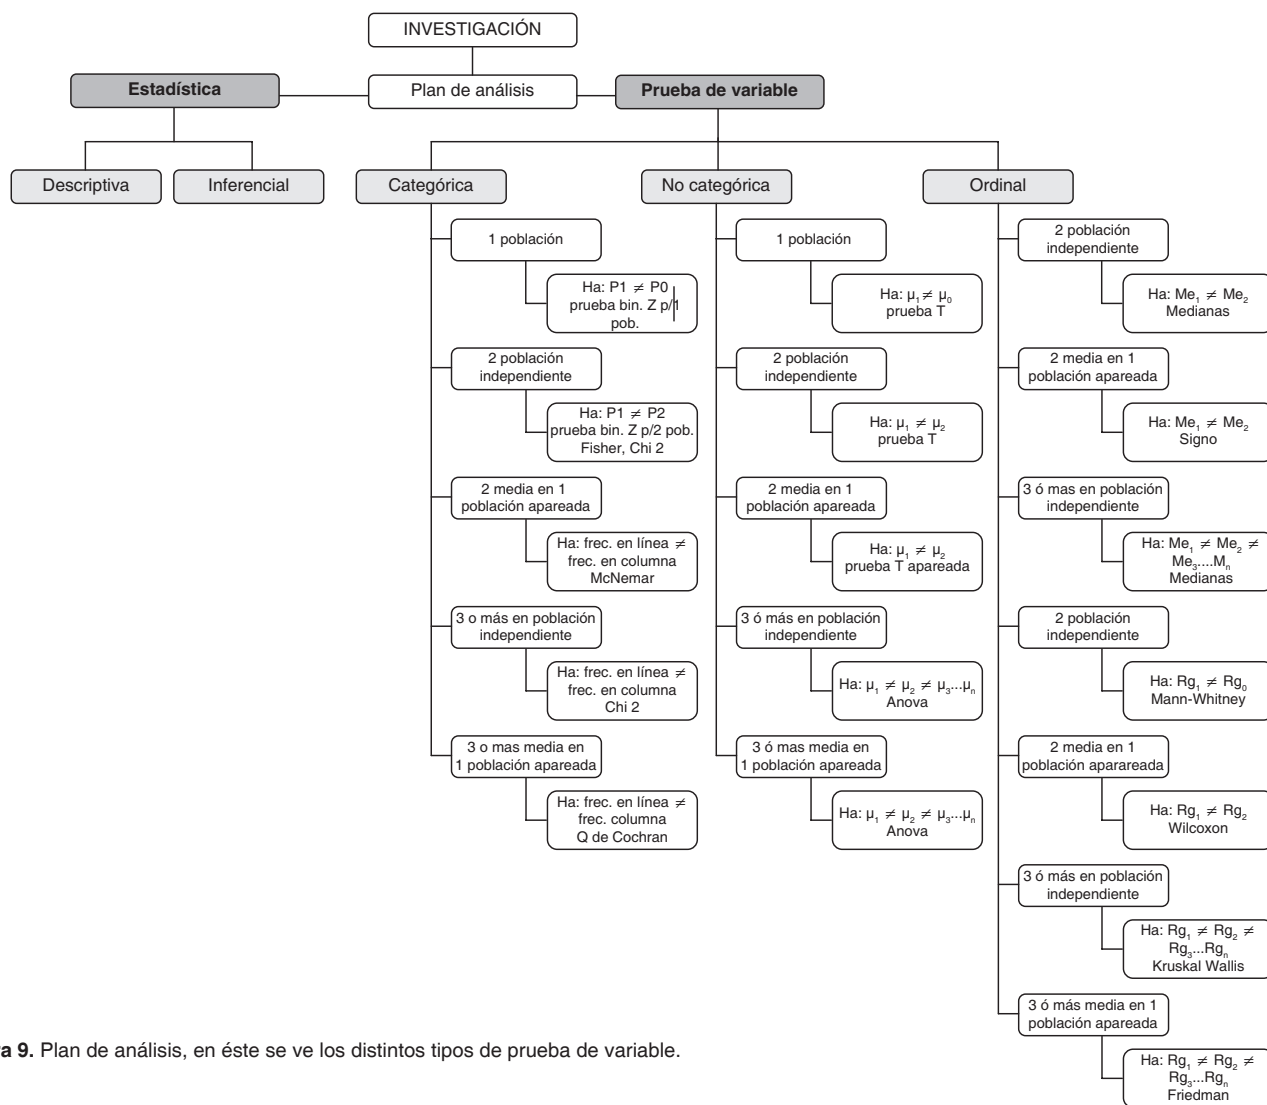 INVESTIGACIÓN
Estadística
Plan de análisis
Prueba de variable
Descriptiva
Inferencial
Categórica
No categórica
Ordinal
1 población
Ha: P1 ≠ P0
prueba bin. Z p/1
pob.
2 población
independiente
Ha: P1 ≠ P2
prueba bin. Z p/2 pob.
Fisher, Chi 2
2 media en 1
población apareada
Ha: frec. en línea ≠
frec. en columna
McNemar
3 o más en población
independiente
Ha: frec. en línea ≠
frec. en columna
Chi 2
3 o mas media en
1 población apareada
Ha: frec. en línea ≠
frec. columna
Q de Cochran
1 población
Ha: µ₁ ≠ µ₀
prueba T
2 población
independiente
Ha: µ₁ ≠ µ₂
prueba T
2 media en 1
población apareada
Ha: µ₁ ≠ µ₂
prueba T apareada
3 ó más en población
independiente
Ha: µ₁ ≠ µ₂ ≠ µ₃...µₙ
Anova
3 ó mas media en
1 población apareada
Ha: µ₁ ≠ µ₂ ≠ µ₃...µₙ
Anova
2 población
independiente
Ha: Me₁ ≠ Me₂
Medianas
2 media en 1
población apareada
Ha: Me₁ ≠ Me₂
Signo
3 ó mas en población
independiente
Ha: Me₁ ≠ Me₂ ≠
Me₃....Mₙ
Medianas
2 población
independiente
Ha: Rg₁ ≠ Rg₀
Mann-Whitney
2 media en 1
población aparareada
Ha: Rg₁ ≠ Rg₂
Wilcoxon
3 ó más en población
independiente
Ha: Rg₁ ≠ Rg₂ ≠
Rg₃...Rgₙ
Kruskal Wallis
3 ó más media en 1
población apareada
Ha: Rg₁ ≠ Rg₂ ≠
Rg₃...Rgₙ
Friedman
ra 9. Plan de análisis, en éste se ve los distintos tipos de prueba de variable.